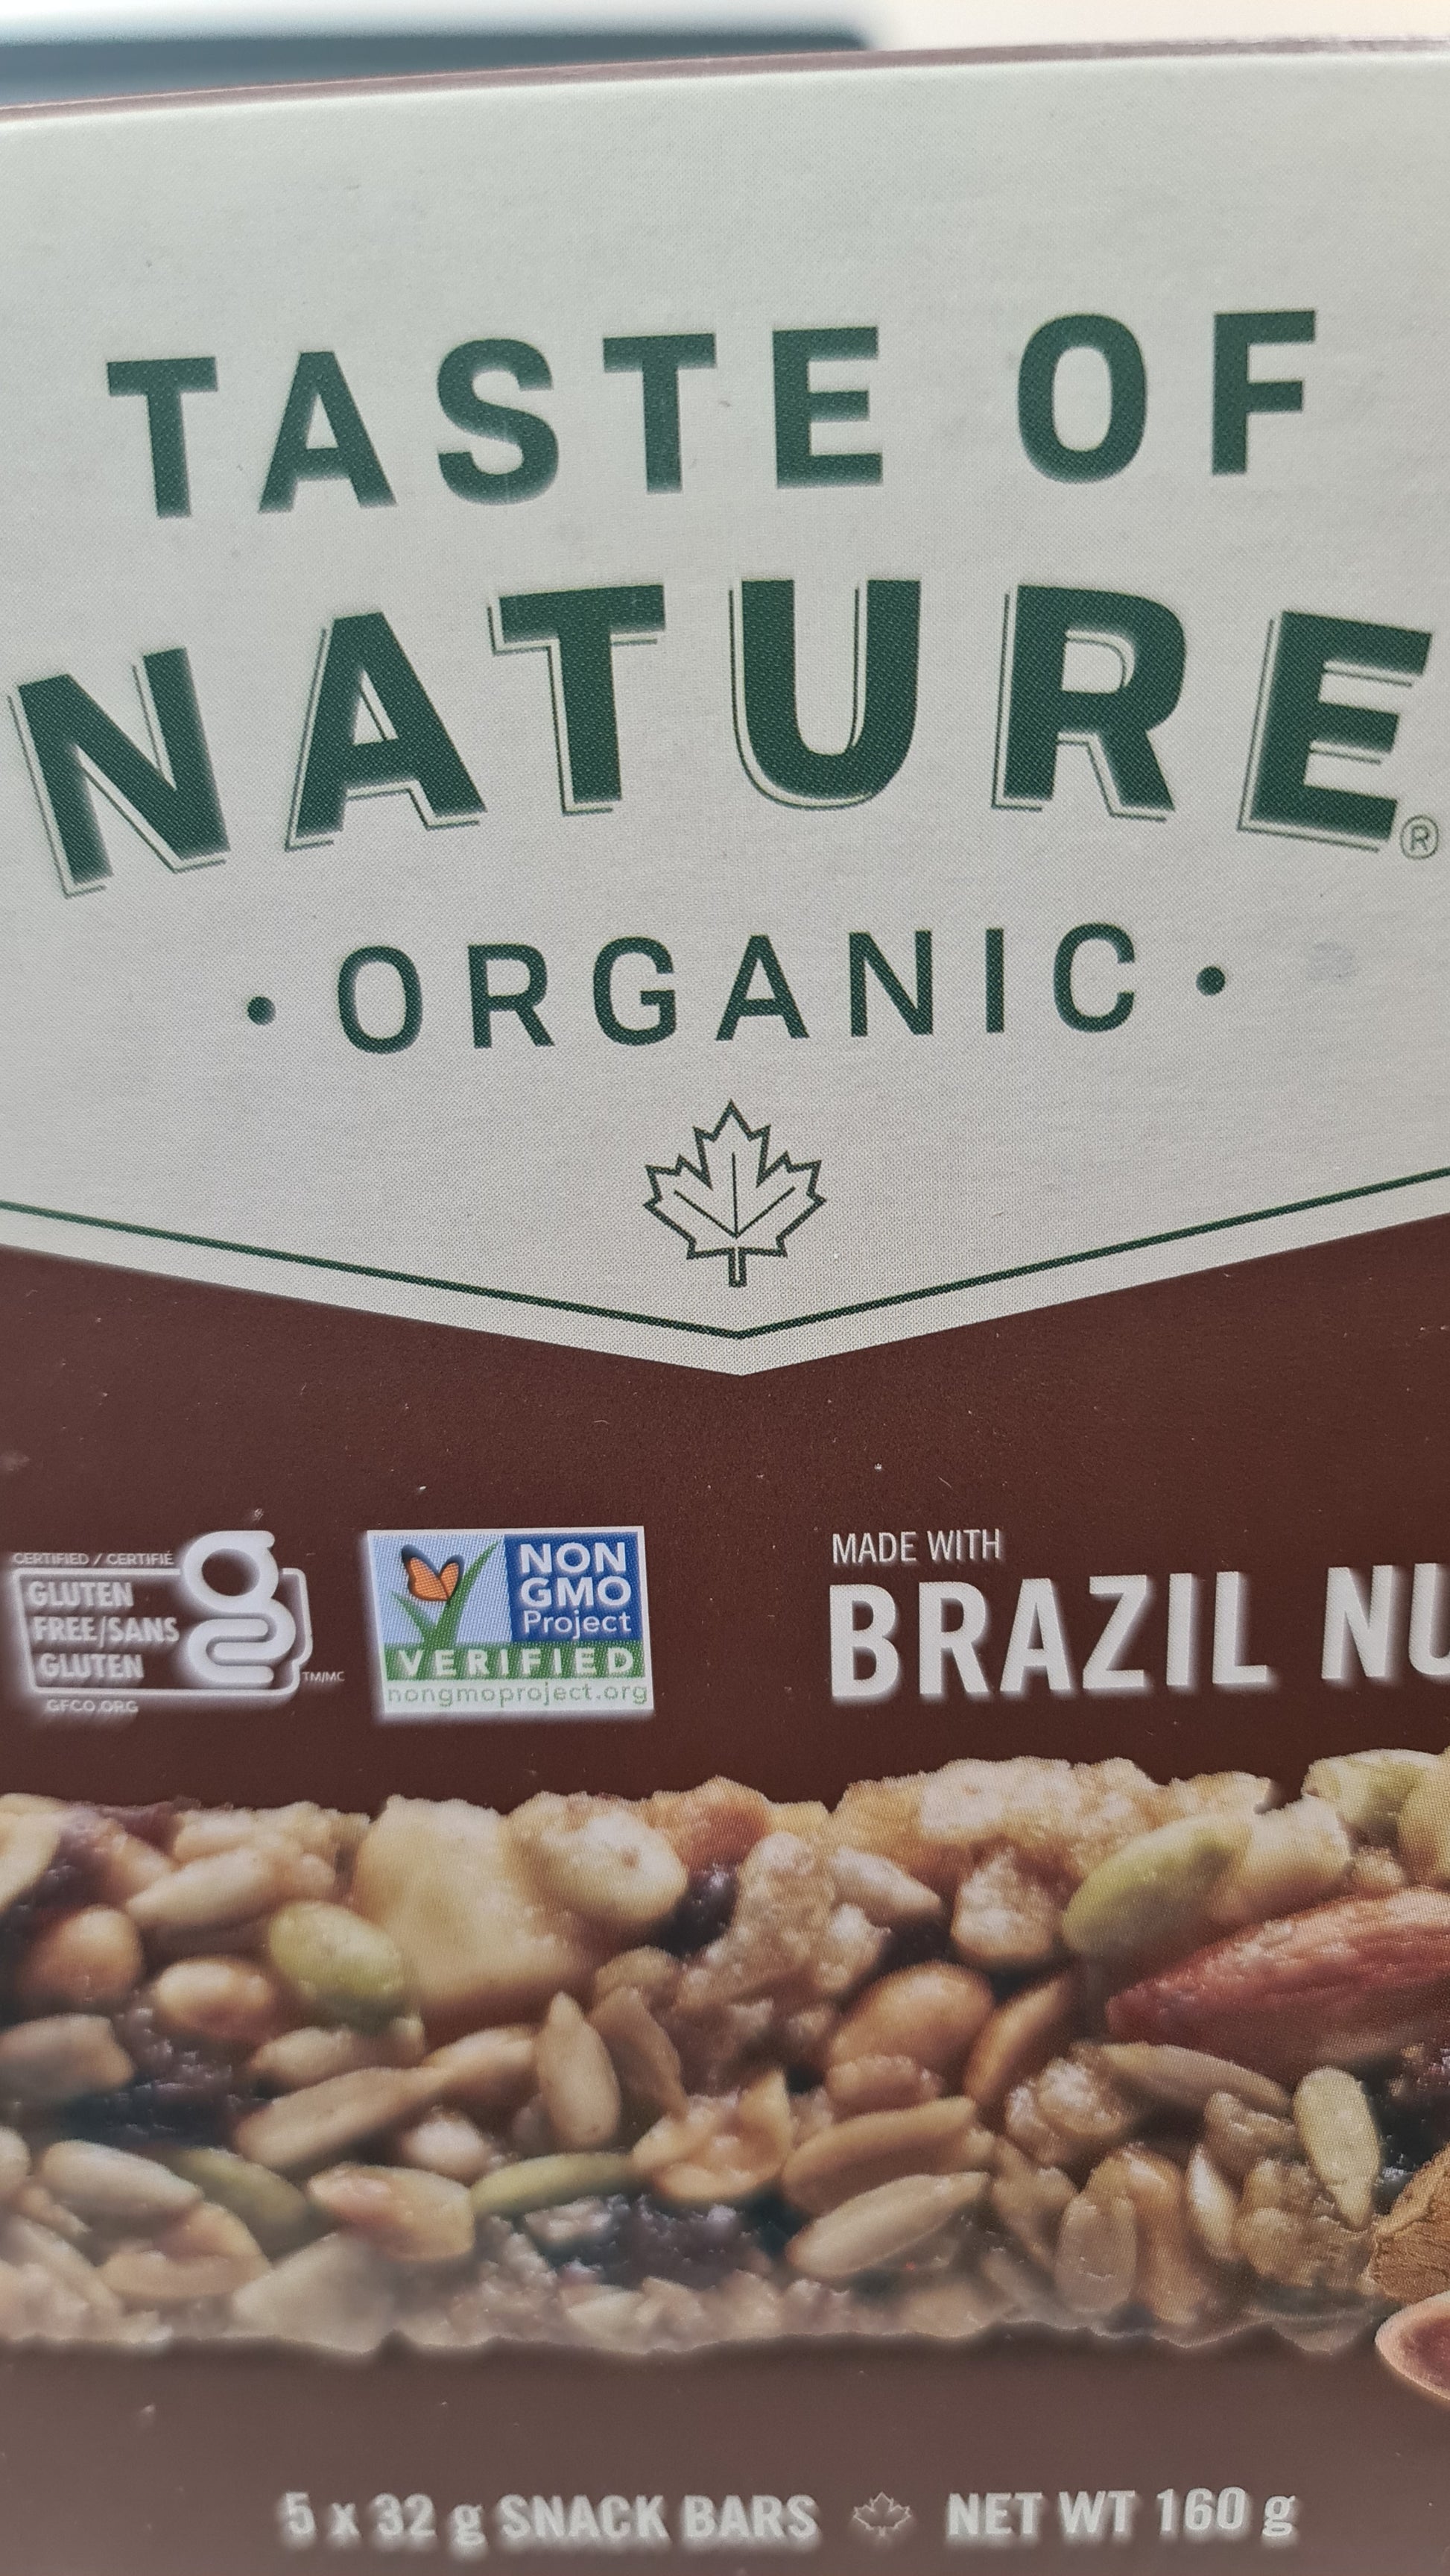 TASTE OF
NATURE®
• ORGANIC •
CERTIFIED / CERTIFIÉ
GLUTEN
FREE/SANS
GLUTEN
TM/MC
GFCO.ORG
NON
GMO
Project
VERIFIED
nongmoproject.org
MADE WITH
BRAZIL NU
5 x 32 g SNACK BARS
NET WT 160 g